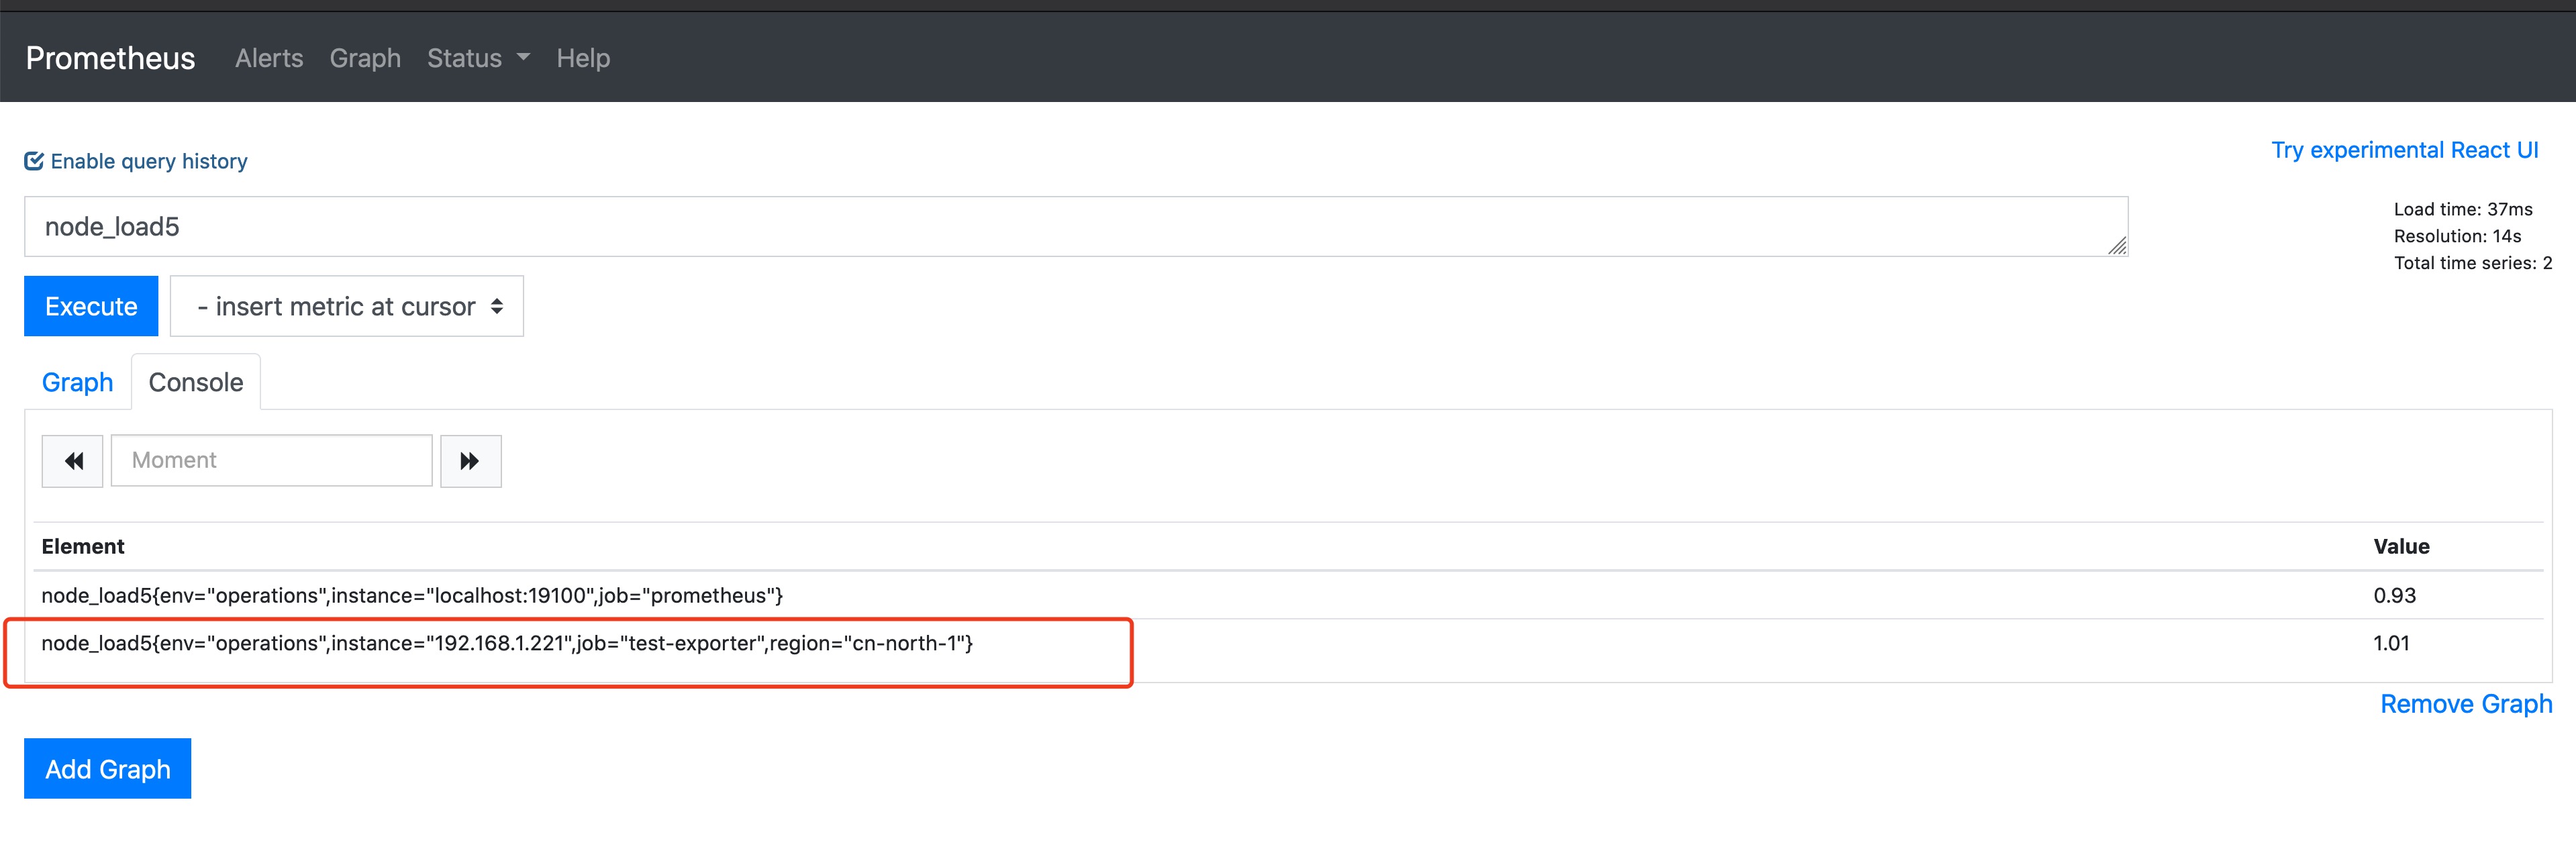 Prometheus Alerts Graph Status Help
Enable query history
Try experimental React UI
node_load5
Load time: 37ms
Resolution: 14s
Total time series: 2
Execute - insert metric at cursor
Graph Console
Moment
Element Value
node_load5{env="operations",instance="localhost:19100",job="prometheus"} 0.93
node_load5{env="operations",instance="192.168.1.221",job="test-exporter",region="cn-north-1"} 1.01
Remove Graph
Add Graph